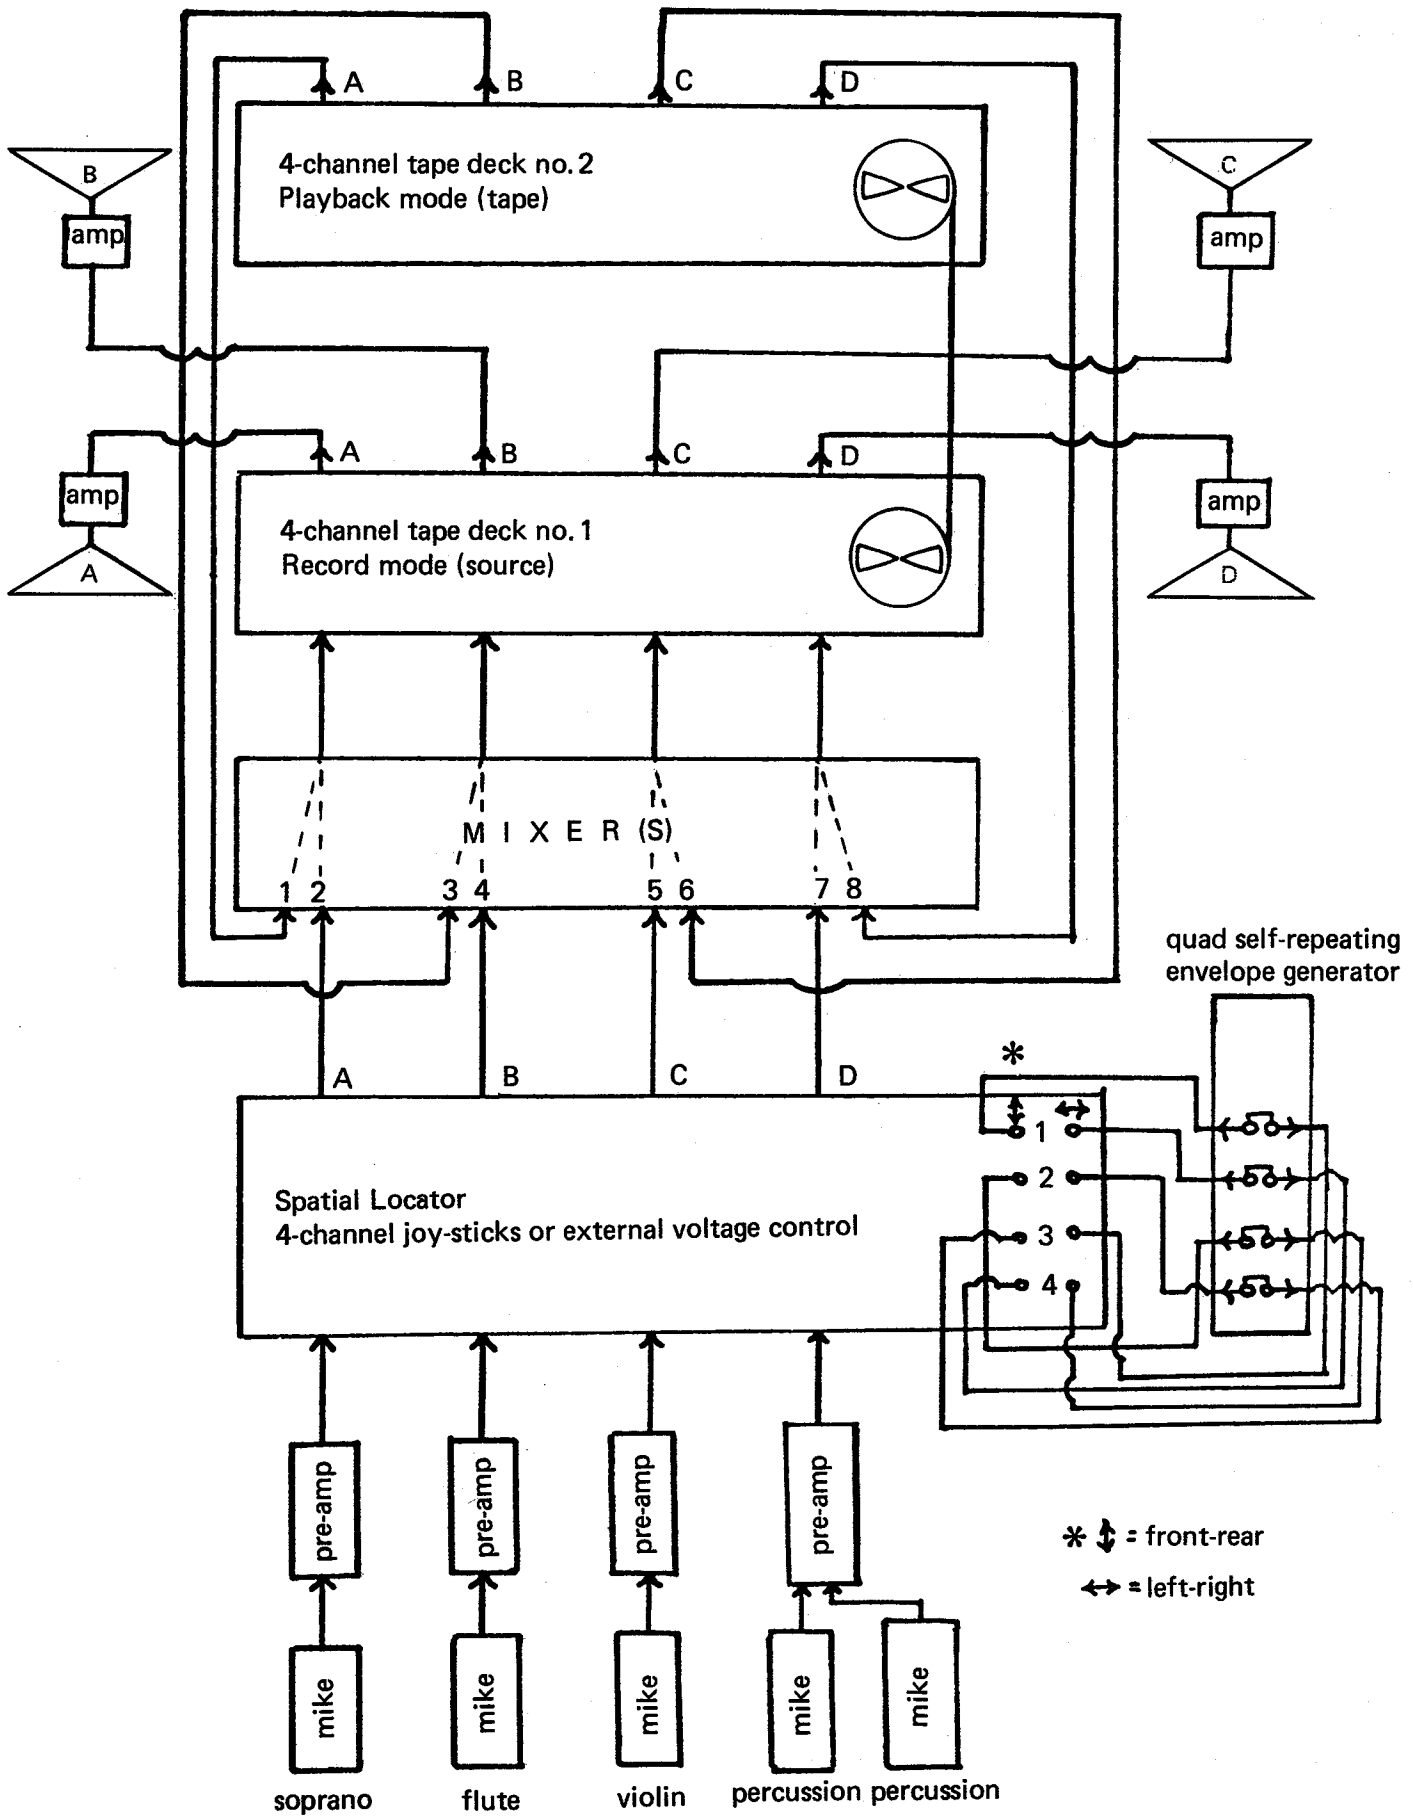 A B C D
4-channel tape deck no. 2
Playback mode (tape)
B
C
amp
amp
A B C D
amp
amp
4-channel tape deck no. 1
Record mode (source)
A
D
MIXER(S)
1 2 3 4 5 6 7 8
quad self-repeating
envelope generator
*
A B C D
↕ ↔
1
2
3
4
Spatial Locator
4-channel joy-sticks or external voltage control
pre-amp
pre-amp
pre-amp
pre-amp
* ↕ = front-rear
↔ = left-right
mike
mike
mike
mike
mike
soprano
flute
violin
percussion percussion